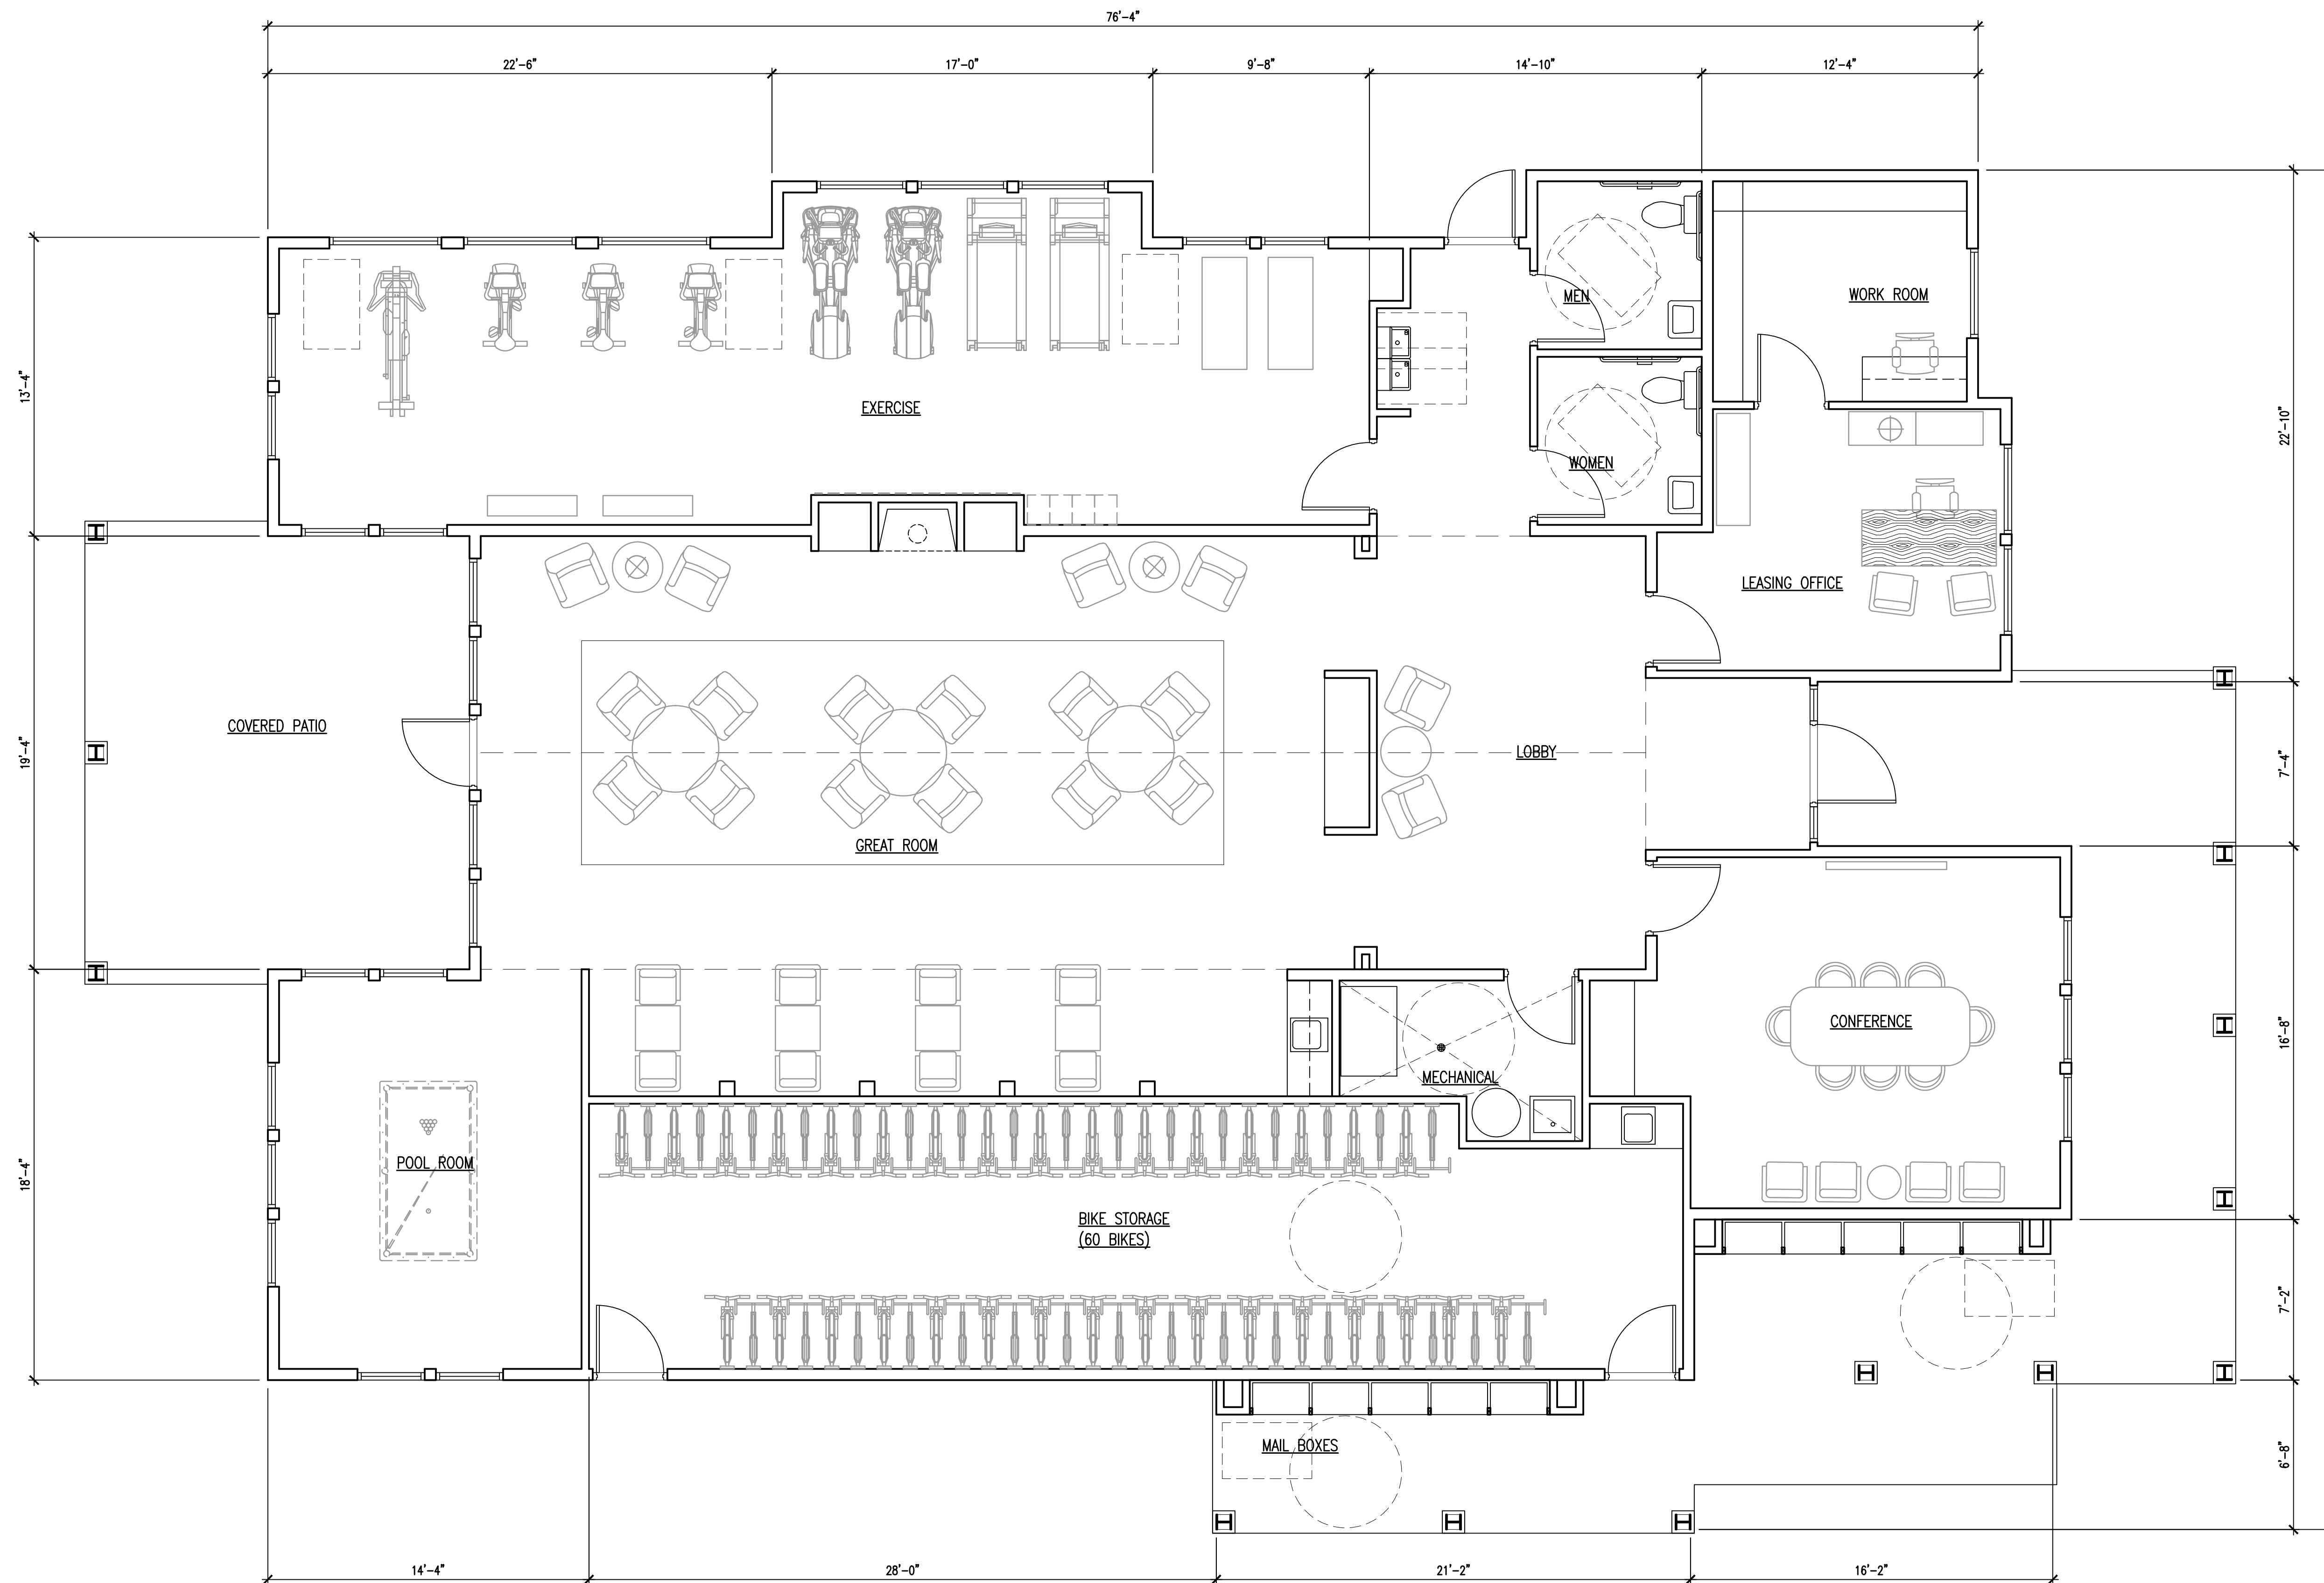 76'-4"
22'-6"
17'-0"
9'-8"
14'-10"
12'-4"
MEN
WORK ROOM
13'-4"
EXERCISE
22'-10"
WOMEN
LEASING OFFICE
COVERED PATIO
19'-4"
LOBBY
7'-4"
GREAT ROOM
CONFERENCE
16'-8"
MECHANICAL
POOL ROOM
18'-4"
BIKE STORAGE
(60 BIKES)
7'-2"
MAIL BOXES
6'-8"
14'-4"
28'-0"
21'-2"
16'-2"